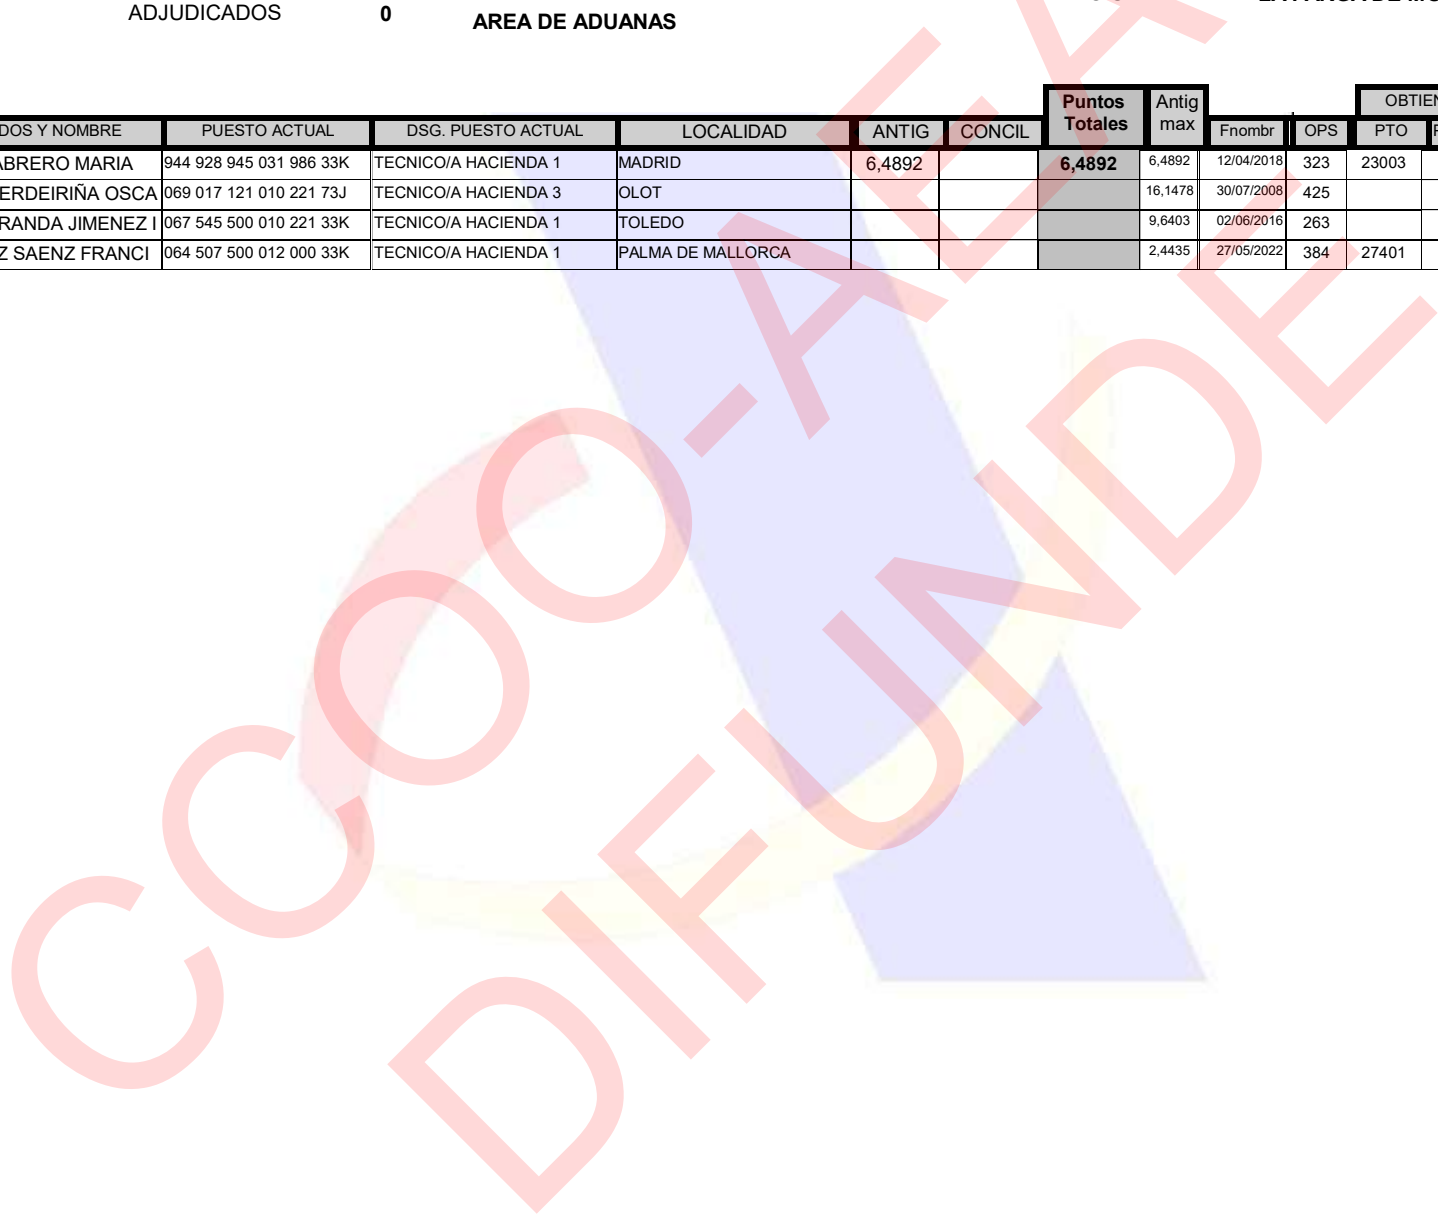 ADJUDICADOS 0 AREA DE ADUANAS
Puntos Totales Antig max OBTIEN
DOS Y NOMBRE PUESTO ACTUAL DSG. PUESTO ACTUAL LOCALIDAD ANTIG CONCIL Fnombr OPS PTO
ABRERO MARIA 944 928 945 031 986 33K TECNICO/A HACIENDA 1 MADRID 6,4892 6,4892 6,4892 12/04/2018 323 23003
ERDEIRIÑA OSCA 069 017 121 010 221 73J TECNICO/A HACIENDA 3 OLOT 16,1478 30/07/2008 425
RANDA JIMENEZ I 067 545 500 010 221 33K TECNICO/A HACIENDA 1 TOLEDO 9,6403 02/06/2016 263
Z SAENZ FRANCI 064 507 500 012 000 33K TECNICO/A HACIENDA 1 PALMA DE MALLORCA 2,4435 27/05/2022 384 27401
CCOO-AEA
DIFUNDE